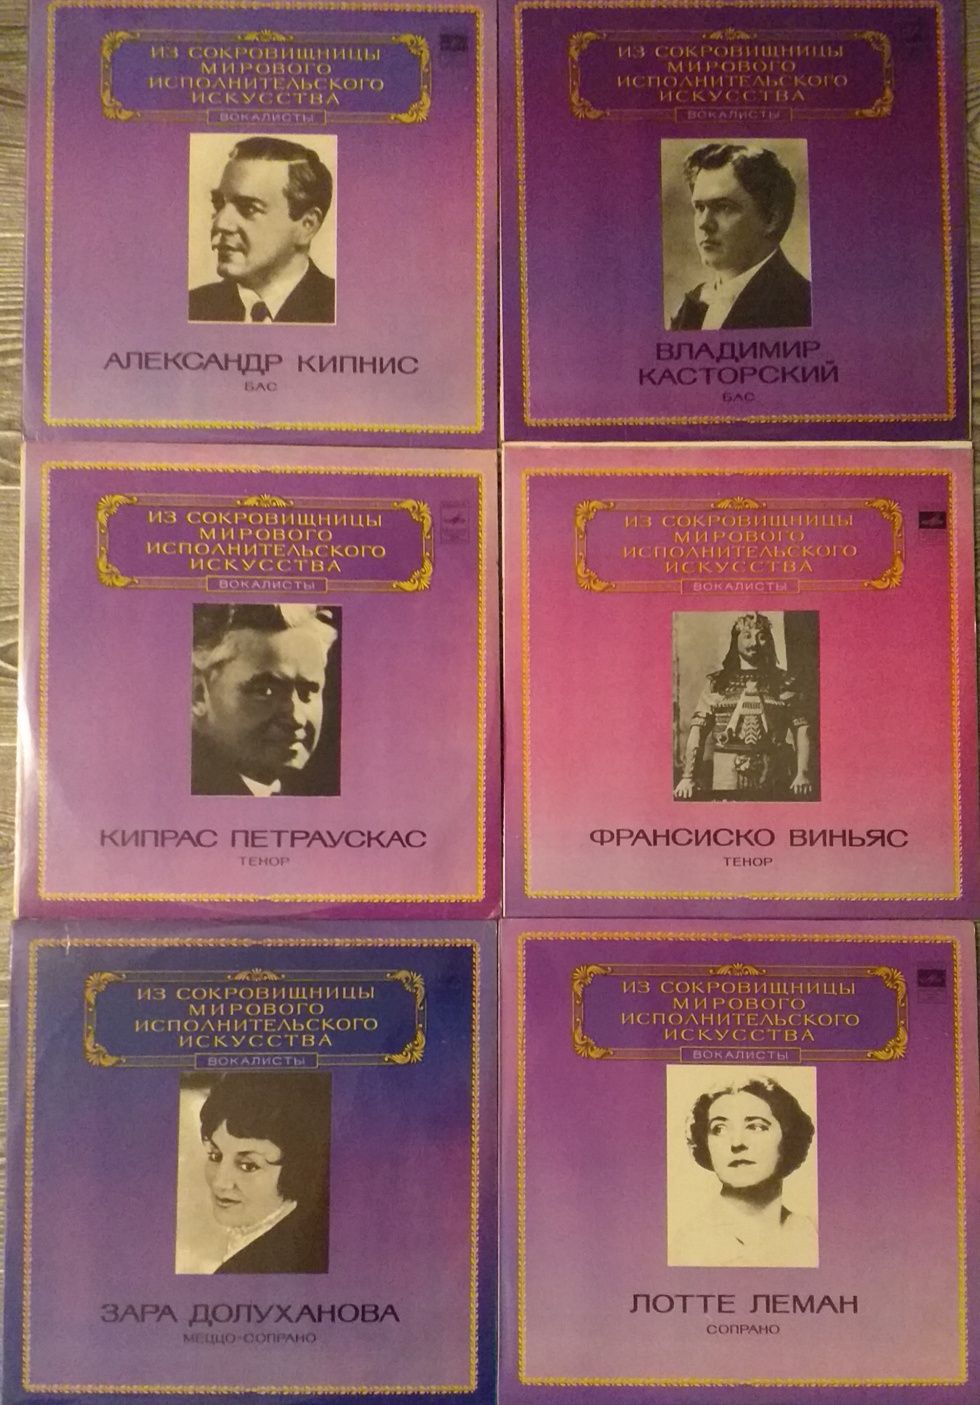 ИЗ СОКРОВИЩНИЦЫ
МИРОВОГО
ИСПОЛНИТЕЛЬСКОГО
ИСКУССТВА
ВОКАЛИСТЫ
АЛЕКСАНДР КИПНИС
БАС
ИЗ СОКРОВИЩНИЦЫ
МИРОВОГО
ИСПОЛНИТЕЛЬСКОГО
ИСКУССТВА
ВОКАЛИСТЫ
ВЛАДИМИР
КАСТОРСКИЙ
БАС
ИЗ СОКРОВИЩНИЦЫ
МИРОВОГО
ИСПОЛНИТЕЛЬСКОГО
ИСКУССТВА
ВОКАЛИСТЫ
КИПРАС ПЕТРАУСКАС
ТЕНОР
ИЗ СОКРОВИЩНИЦЫ
МИРОВОГО
ИСПОЛНИТЕЛЬСКОГО
ИСКУССТВА
ВОКАЛИСТЫ
ФРАНСИСКО ВИНЬЯС
ТЕНОР
ИЗ СОКРОВИЩНИЦЫ
МИРОВОГО
ИСПОЛНИТЕЛЬСКОГО
ИСКУССТВА
ВОКАЛИСТЫ
ЗАРА ДОЛУХАНОВА
МЕЦЦО-СОПРАНО
ИЗ СОКРОВИЩНИЦЫ
МИРОВОГО
ИСПОЛНИТЕЛЬСКОГО
ИСКУССТВА
ВОКАЛИСТЫ
ЛОТТЕ ЛЕМАН
СОПРАНО